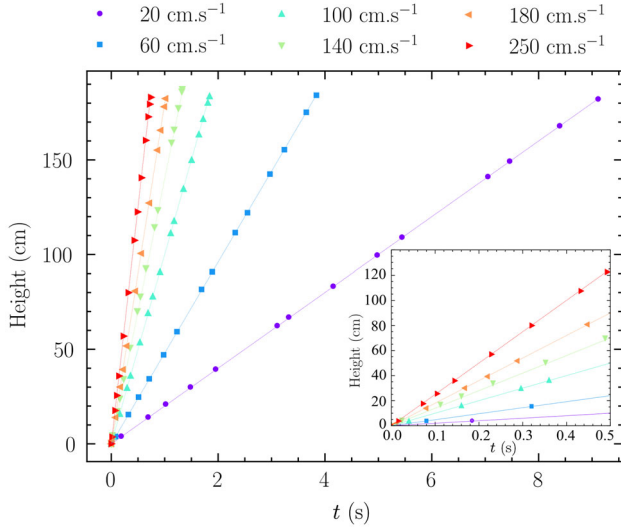 20 cm.s⁻¹ 100 cm.s⁻¹ 180 cm.s⁻¹
60 cm.s⁻¹ 140 cm.s⁻¹ 250 cm.s⁻¹
Height (cm)
200
150
100
50
0
0 2 4 6 8
t (s)
Height (cm)
120
100
80
60
40
20
0
0.0 0.1 0.2 0.3 0.4 0.5
t (s)